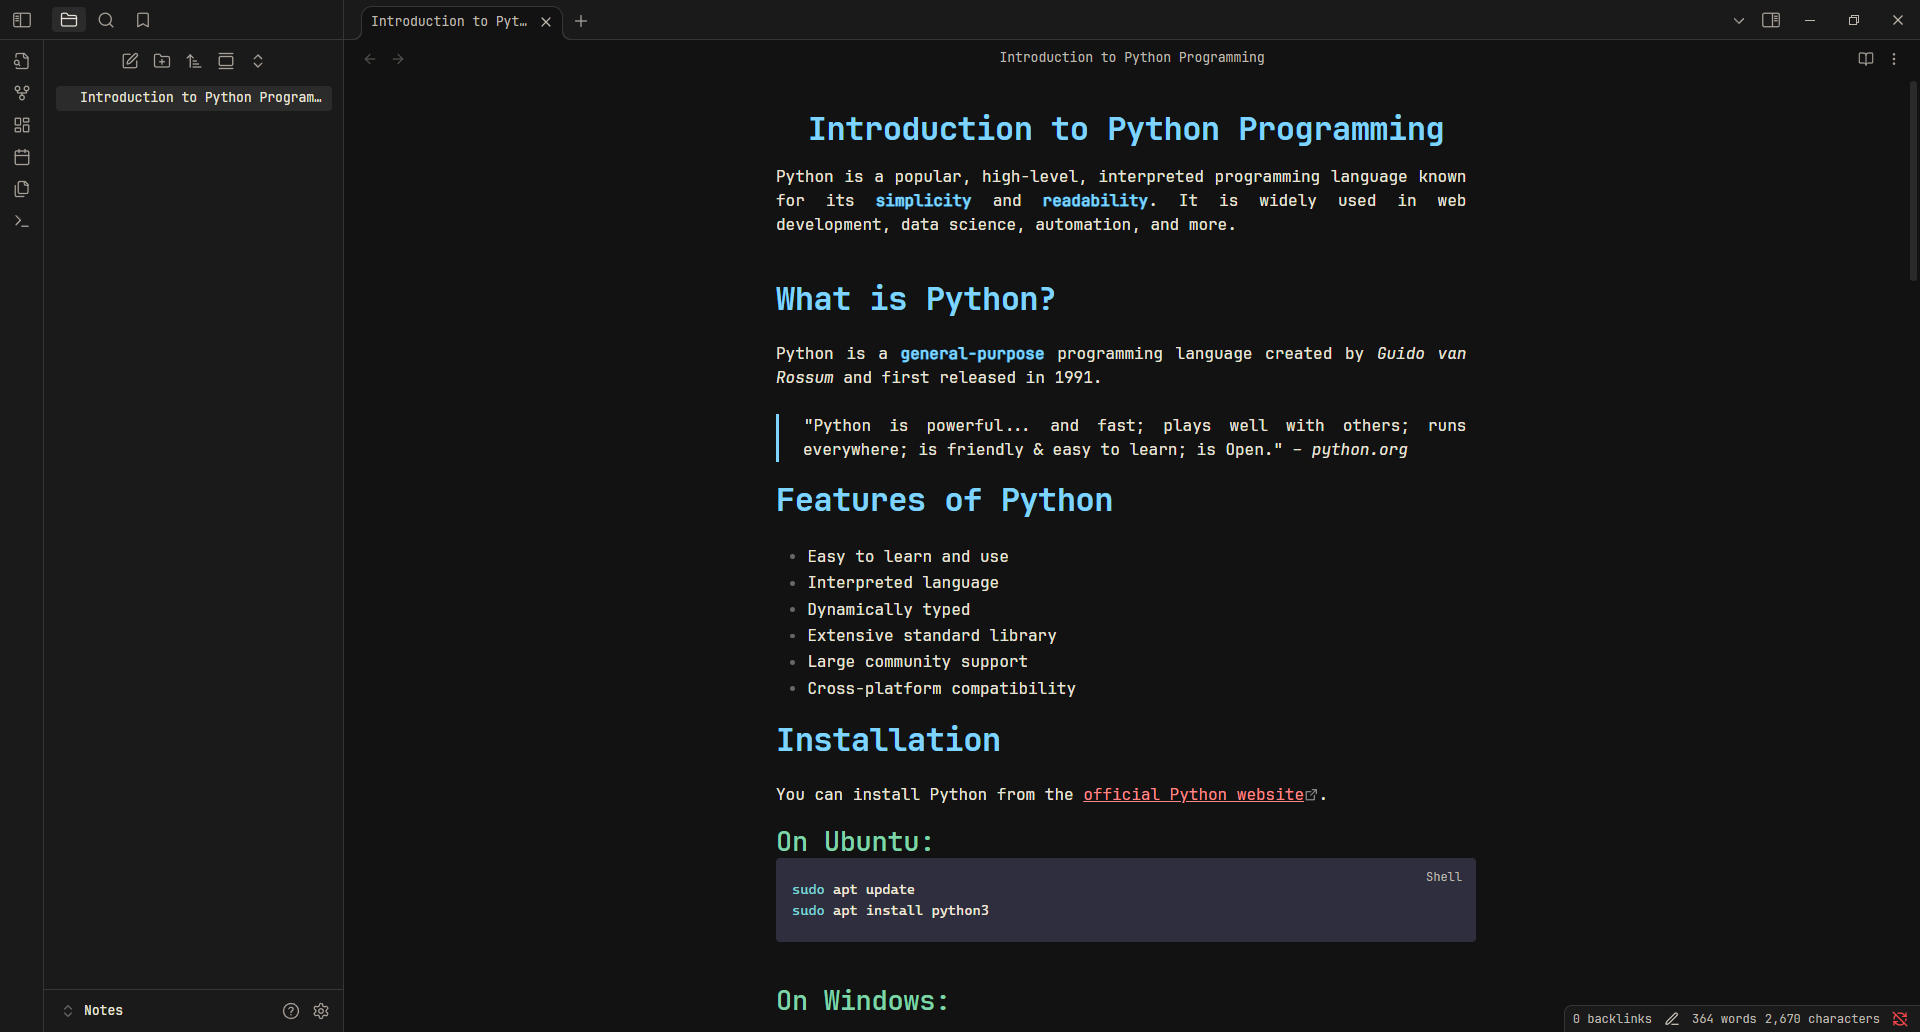 Introduction to Pyt…
Introduction to Python Programming
Introduction to Python Program…
Introduction to Python Programming
Python is a popular, high-level, interpreted programming language known
for its simplicity and readability. It is widely used in web
development, data science, automation, and more.
What is Python?
Python is a general-purpose programming language created by Guido van
Rossum and first released in 1991.
"Python is powerful... and fast; plays well with others; runs
everywhere; is friendly & easy to learn; is Open." – python.org
Features of Python
Easy to learn and use
Interpreted language
Dynamically typed
Extensive standard library
Large community support
Cross-platform compatibility
Installation
You can install Python from the official Python website.
On Ubuntu:
Shell
sudo apt update
sudo apt install python3
On Windows:
Notes
0 backlinks 364 words 2,670 characters